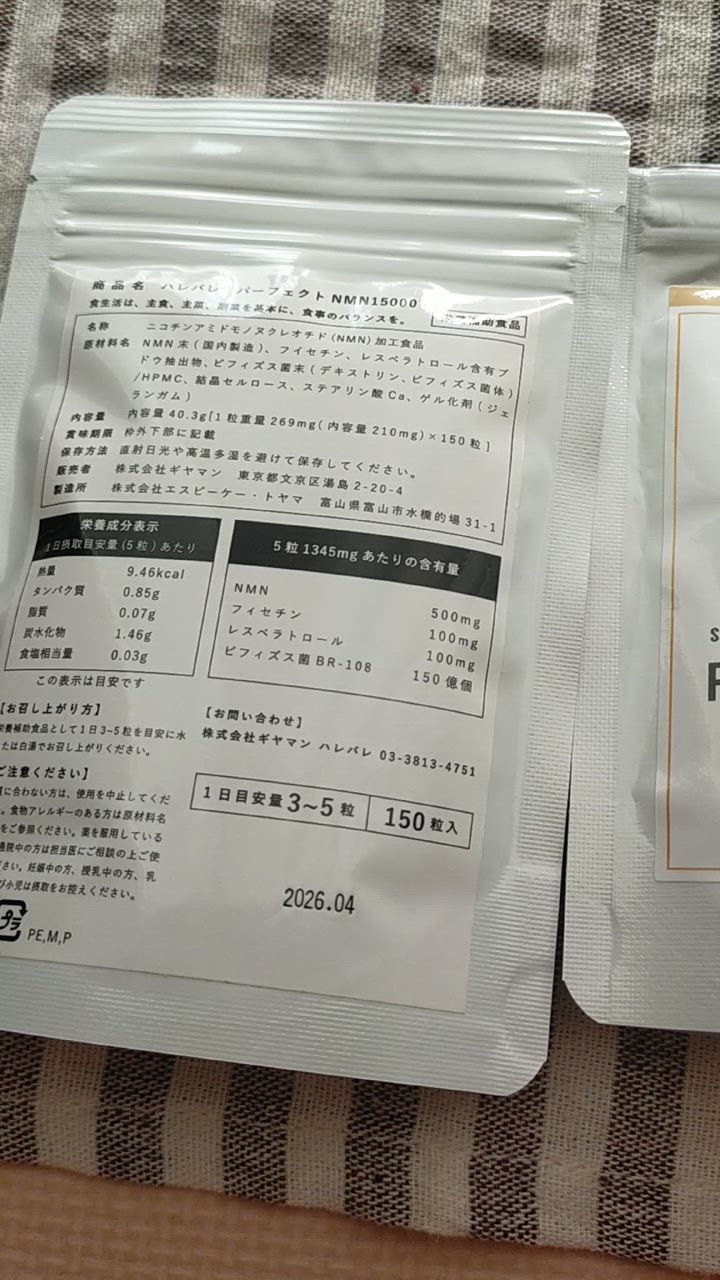 商品名 ハレバレ パーフェクト NMN15000
食生活は、主食、主菜、副菜を基本に、食事のバランスを。
補助食品
名称 ニコチンアミドモノヌクレオチド(NMN)加工食品
原材料名 NMN末(国内製造)、フイセチン、レスベラトロール含有ブ
ドウ抽出物、ビフィズス菌末(デキストリン、ビフィズス菌体)
/HPMC、結晶セルロース、ステアリン酸Ca、ゲル化剤(ジェ
ランガム)
内容量 内容量40.3g[1粒重量269mg(内容量210mg)×150粒]
賞味期限 枠外下部に記載
保存方法 直射日光や高温多湿を避けて保存してください。
販売者 株式会社ギヤマン 東京都文京区湯島2-20-4
製造所 株式会社エスピーケー・トヤマ 富山県富山市水橋的場31-1
栄養成分表示
1日摂取目安量(5粒)あたり
熱量 9.46kcal
タンパク質 0.85g
脂質 0.07g
炭水化物 1.46g
食塩相当量 0.03g
この表示は目安です
5粒1345mgあたりの含有量
NMN 500mg
フィセチン 100mg
レスベラトロール 100mg
ビフィズス菌BR-108 150億個
【お召し上がり方】
栄養補助食品として1日3~5粒を目安に水
たは白湯でお召し上がりください。
ご注意ください】
に合わない方は、使用を中止してくだ
。食物アレルギーのある方は原材料名
をご参照ください。薬を服用している
通院中の方は担当医にご相談の上ご使
さい。妊娠中の方、授乳中の方、乳
び小児は摂取をお控えください。
プラ
PE,M,P
【お問い合わせ】
株式会社ギヤマン ハレバレ 03-3813-4751
1日目安量3~5粒 150粒入
2026.04
S